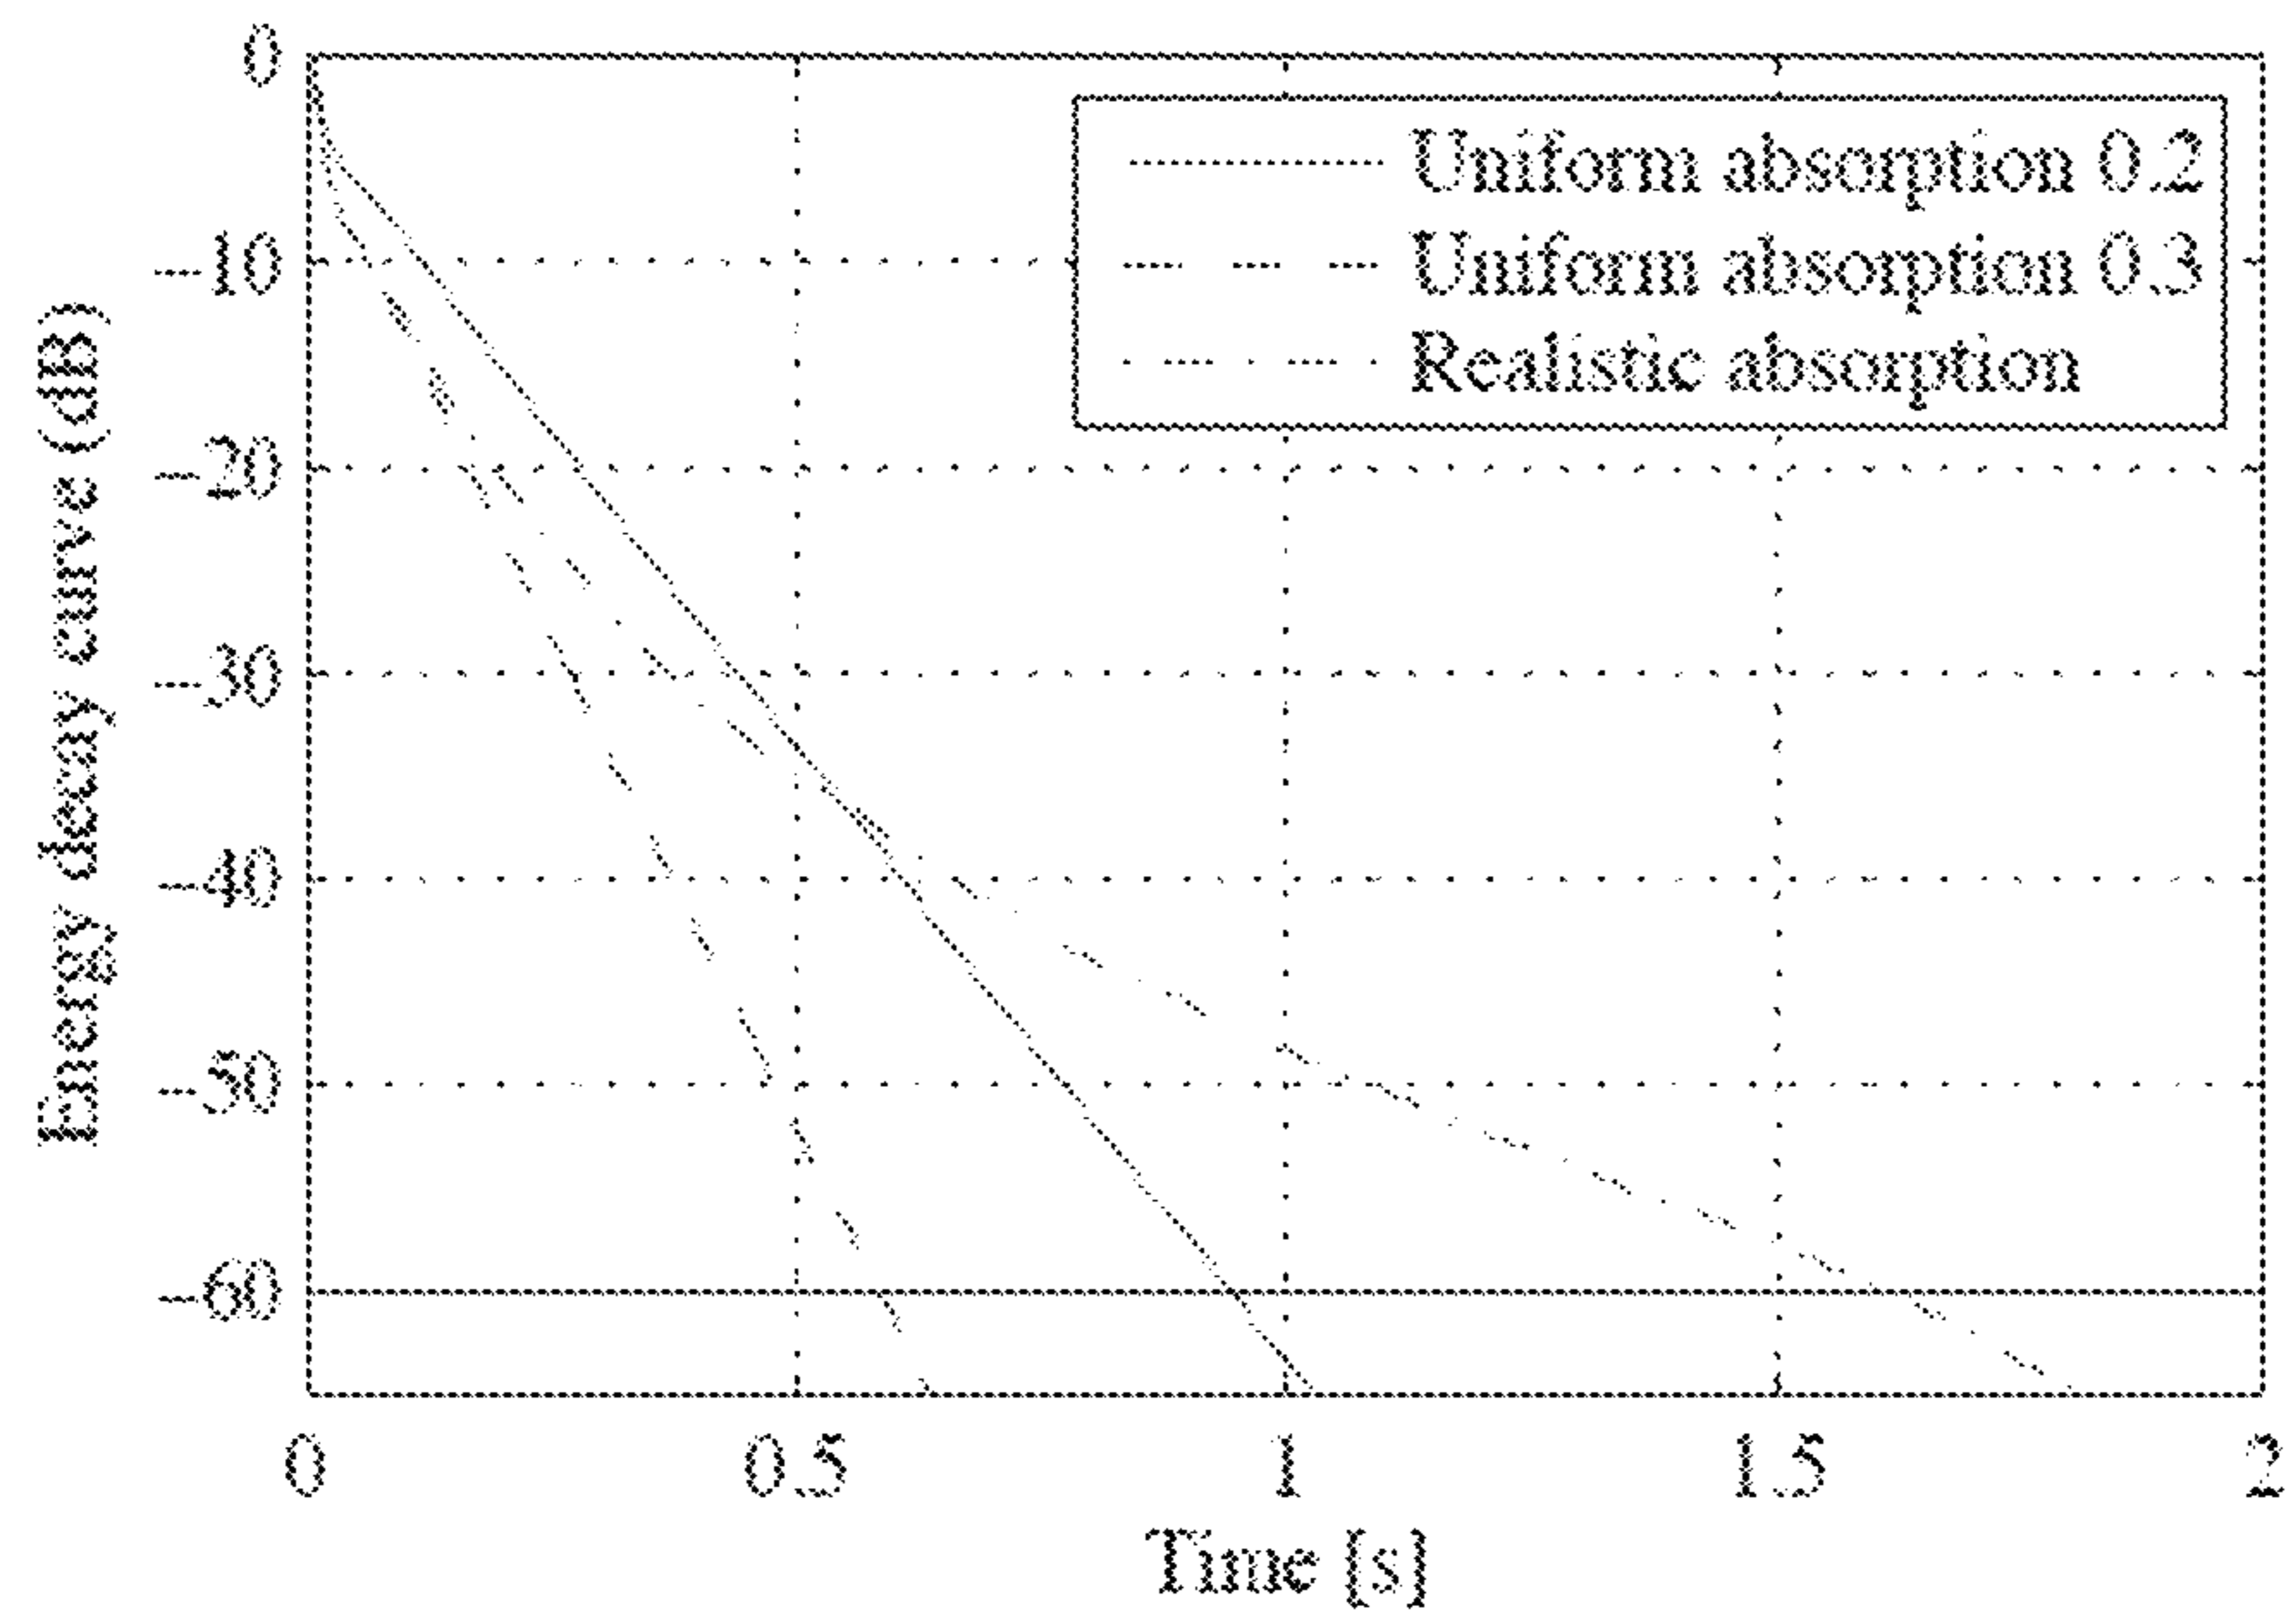 Energy decay curve (dB)
0
−10
−20
−30
−40
−50
−60
Uniform absorption 0.2
Uniform absorption 0.3
Realistic absorption
0 0.5 1 1.5 2
Time [s]